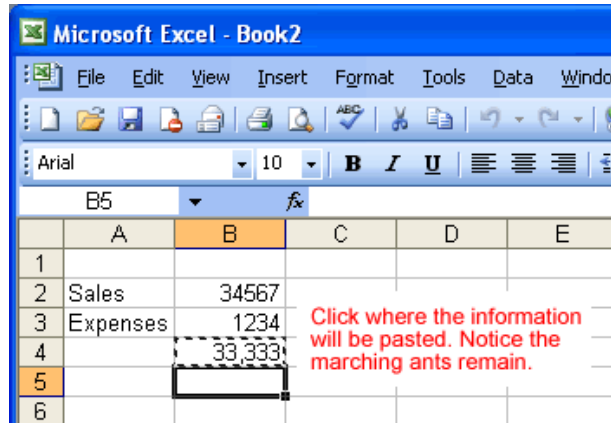 Microsoft Excel - Book2
File Edit View Insert Format Tools Data Windo
ABC
Arial 10 B I U
B5 fx
A B C D E
1
2 Sales 34567
3 Expenses 1234
4 33,333
5
6
Click where the information
will be pasted. Notice the
marching ants remain.